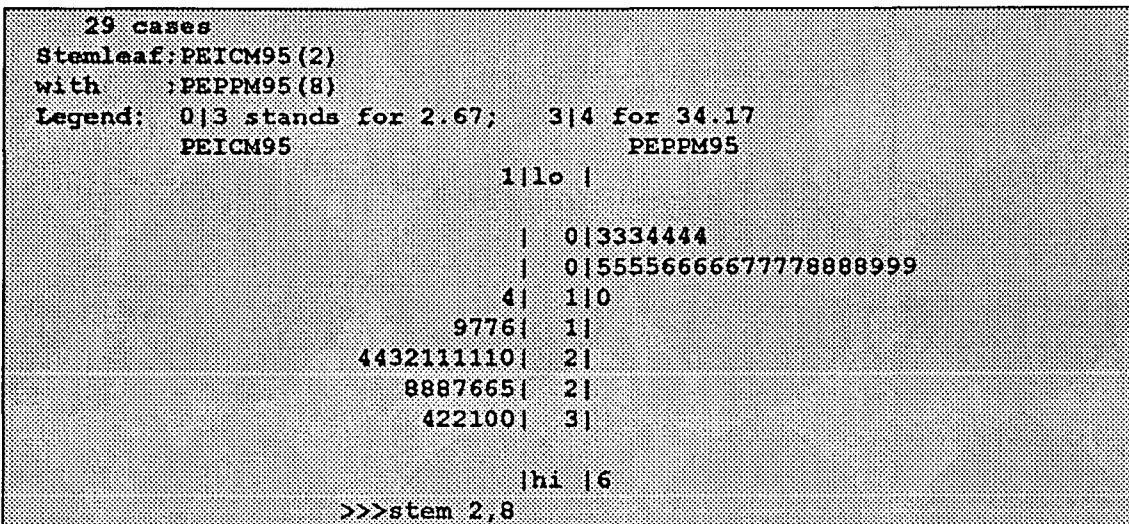 29 cases
Stemleaf:PEICM95(2)
with :PEPPM95(8)
Legend: 0|3 stands for 2.67; 3|4 for 34.17
PEICM95 PEPPM95
1|lo |
| 0|3334444
| 0|55556666677778888999
4| 1|0
9776| 1|
4432111110| 2|
8887665| 2|
422100| 3|
|hi |6
>>>stem 2,8